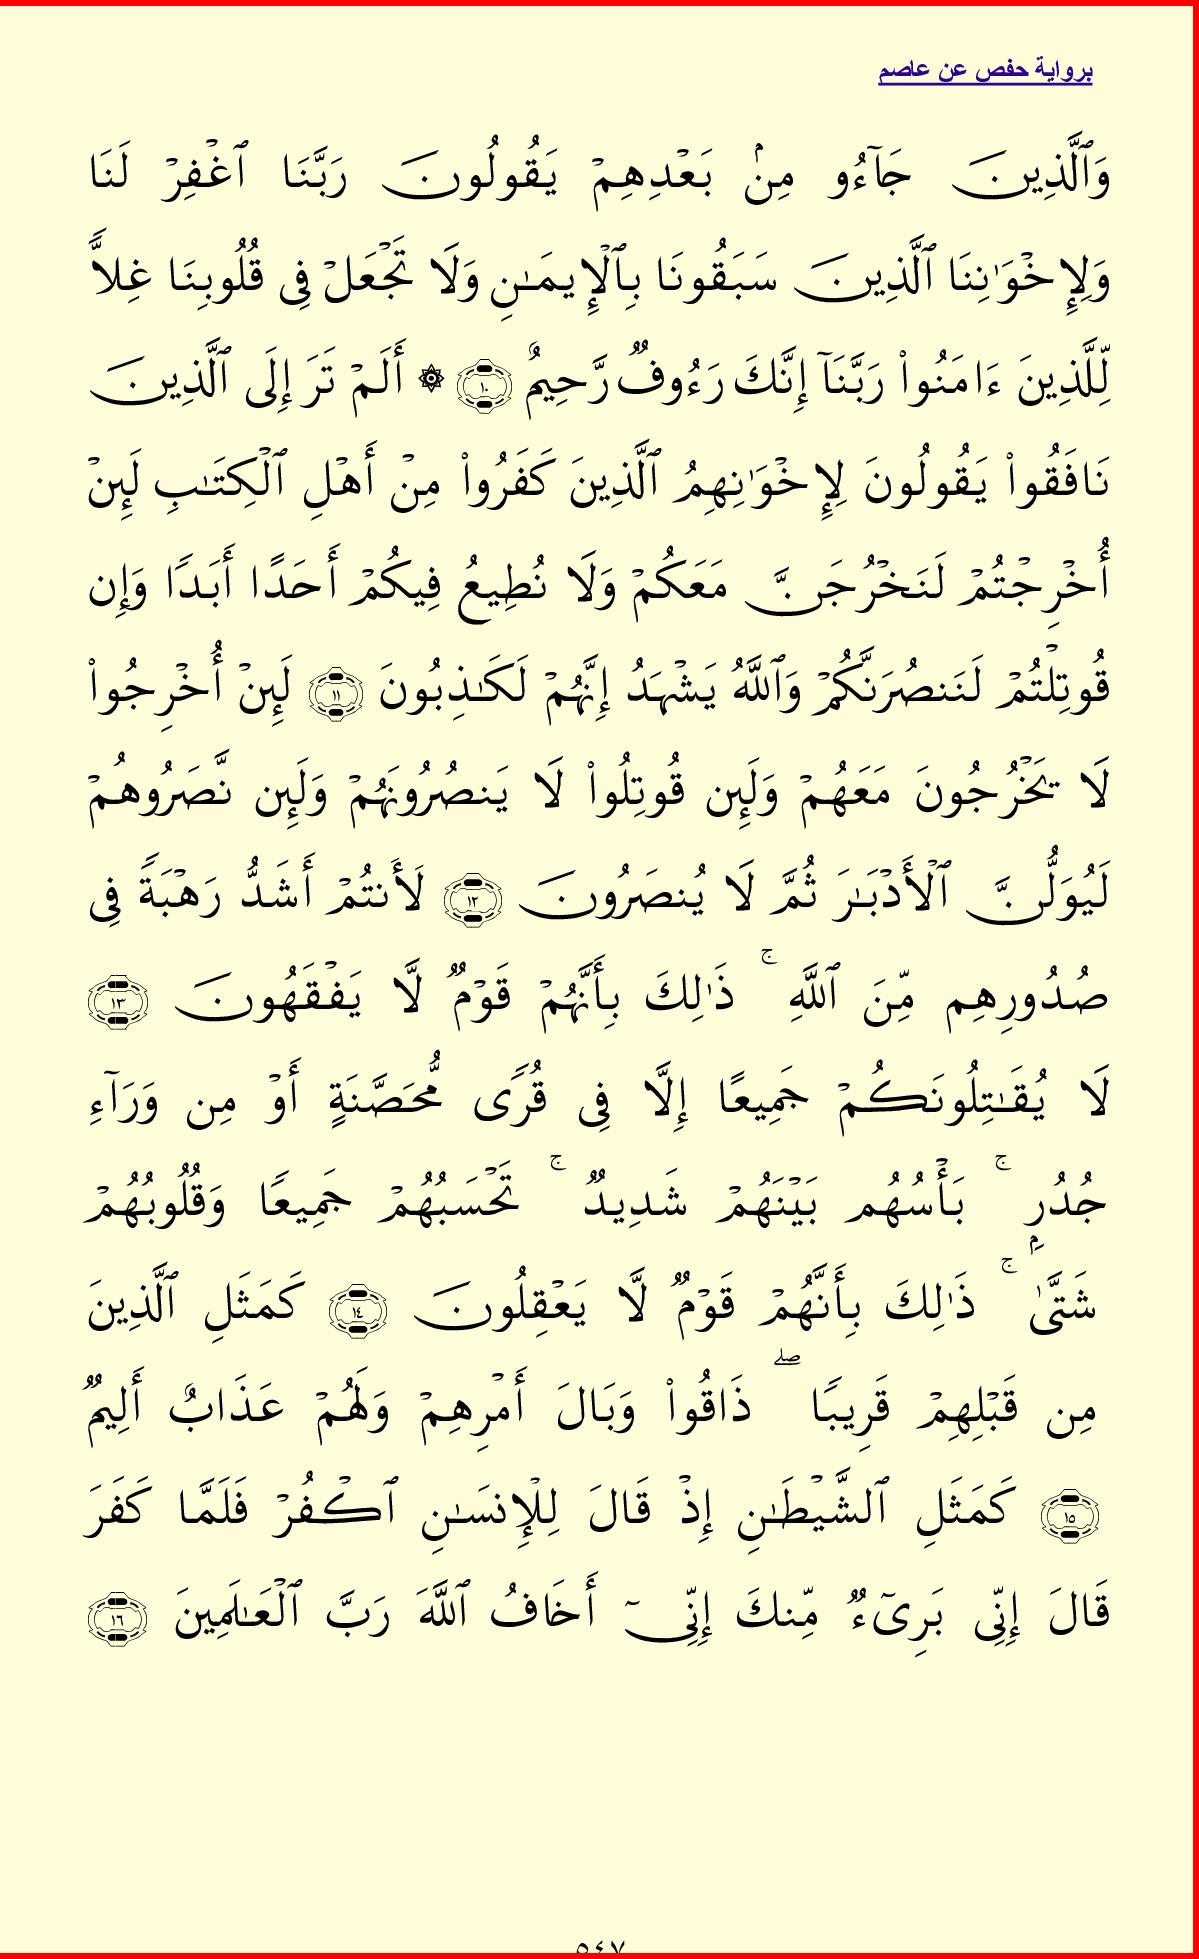 برواية حفص عن عاصم
وَٱلَّذِينَ جَآءُو مِنۢ بَعْدِهِمْ يَقُولُونَ رَبَّنَا ٱغْفِرْ لَنَا
وَلِإِخْوَٰنِنَا ٱلَّذِينَ سَبَقُونَا بِٱلْإِيمَـٰنِ وَلَا تَجْعَلْ فِى قُلُوبِنَا غِلًّا
لِّلَّذِينَ ءَامَنُوا۟ رَبَّنَآ إِنَّكَ رَءُوفٌ رَّحِيمٌ ١٠ ۞ أَلَمْ تَرَ إِلَى ٱلَّذِينَ
نَافَقُوا۟ يَقُولُونَ لِإِخْوَٰنِهِمُ ٱلَّذِينَ كَفَرُوا۟ مِنْ أَهْلِ ٱلْكِتَـٰبِ لَئِنْ
أُخْرِجْتُمْ لَنَخْرُجَنَّ مَعَكُمْ وَلَا نُطِيعُ فِيكُمْ أَحَدًا أَبَدًا وَإِن
قُوتِلْتُمْ لَنَنصُرَنَّكُمْ وَٱللَّهُ يَشْهَدُ إِنَّهُمْ لَكَـٰذِبُونَ ١١ لَئِنْ أُخْرِجُوا۟
لَا يَخْرُجُونَ مَعَهُمْ وَلَئِن قُوتِلُوا۟ لَا يَنصُرُونَهُمْ وَلَئِن نَّصَرُوهُمْ
لَيُوَلُّنَّ ٱلْأَدْبَـٰرَ ثُمَّ لَا يُنصَرُونَ ١٢ لَأَنتُمْ أَشَدُّ رَهْبَةً فِى
صُدُورِهِم مِّنَ ٱللَّهِ ۚ ذَٰلِكَ بِأَنَّهُمْ قَوْمٌ لَّا يَفْقَهُونَ ١٣
لَا يُقَـٰتِلُونَكُمْ جَمِيعًا إِلَّا فِى قُرًى مُّحَصَّنَةٍ أَوْ مِن وَرَآءِ
جُدُرٍۭ ۚ بَأْسُهُم بَيْنَهُمْ شَدِيدٌ ۚ تَحْسَبُهُمْ جَمِيعًا وَقُلُوبُهُمْ
شَتَّىٰ ۚ ذَٰلِكَ بِأَنَّهُمْ قَوْمٌ لَّا يَعْقِلُونَ ١٤ كَمَثَلِ ٱلَّذِينَ
مِن قَبْلِهِمْ قَرِيبًا ۖ ذَاقُوا۟ وَبَالَ أَمْرِهِمْ وَلَهُمْ عَذَابٌ أَلِيمٌ
١٥ كَمَثَلِ ٱلشَّيْطَـٰنِ إِذْ قَالَ لِلْإِنسَـٰنِ ٱكْفُرْ فَلَمَّا كَفَرَ
قَالَ إِنِّى بَرِىٓءٌ مِّنكَ إِنِّىٓ أَخَافُ ٱللَّهَ رَبَّ ٱلْعَـٰلَمِينَ ١٦
٥٤٧